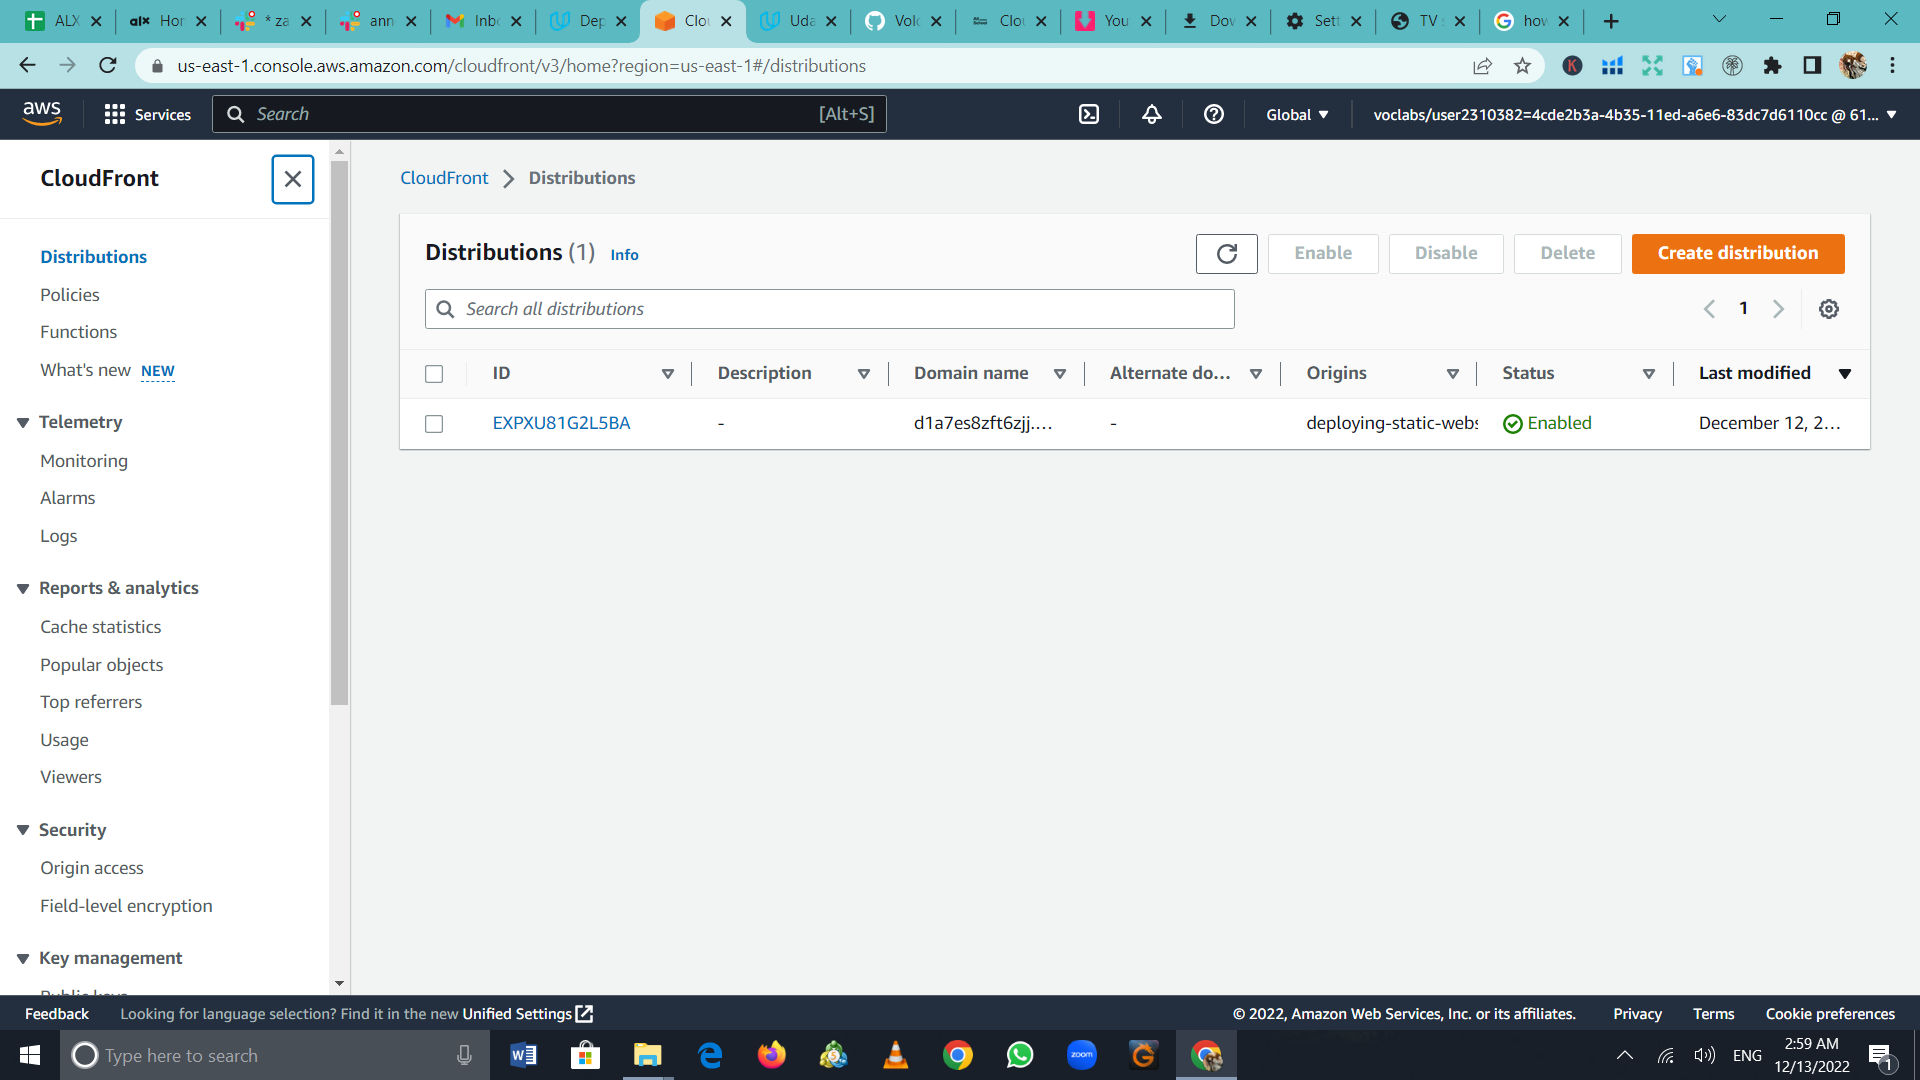 ALX
alx Hor
* za
ann
Inbo
Dep
Clou
Uda
Volo
Clou
You
Dow
Sett
TV s
how
us-east-1.console.aws.amazon.com/cloudfront/v3/home?region=us-east-1#/distributions
aws
Services
Search
[Alt+S]
Global
voclabs/user2310382=4cde2b3a-4b35-11ed-a6e6-83dc7d6110cc @ 61...
CloudFront
Distributions
Policies
Functions
What's new NEW
Telemetry
Monitoring
Alarms
Logs
Reports & analytics
Cache statistics
Popular objects
Top referrers
Usage
Viewers
Security
Origin access
Field-level encryption
Key management
CloudFront > Distributions
Distributions (1) Info
Enable
Disable
Delete
Create distribution
Search all distributions
1
ID Description Domain name Alternate do... Origins Status Last modified
EXPXU81G2L5BA - d1a7es8zft6zjj.... - deploying-static-webs Enabled December 12, 2...
Feedback Looking for language selection? Find it in the new Unified Settings
© 2022, Amazon Web Services, Inc. or its affiliates. Privacy Terms Cookie preferences
Type here to search
zoom
ENG
2:59 AM
12/13/2022
1